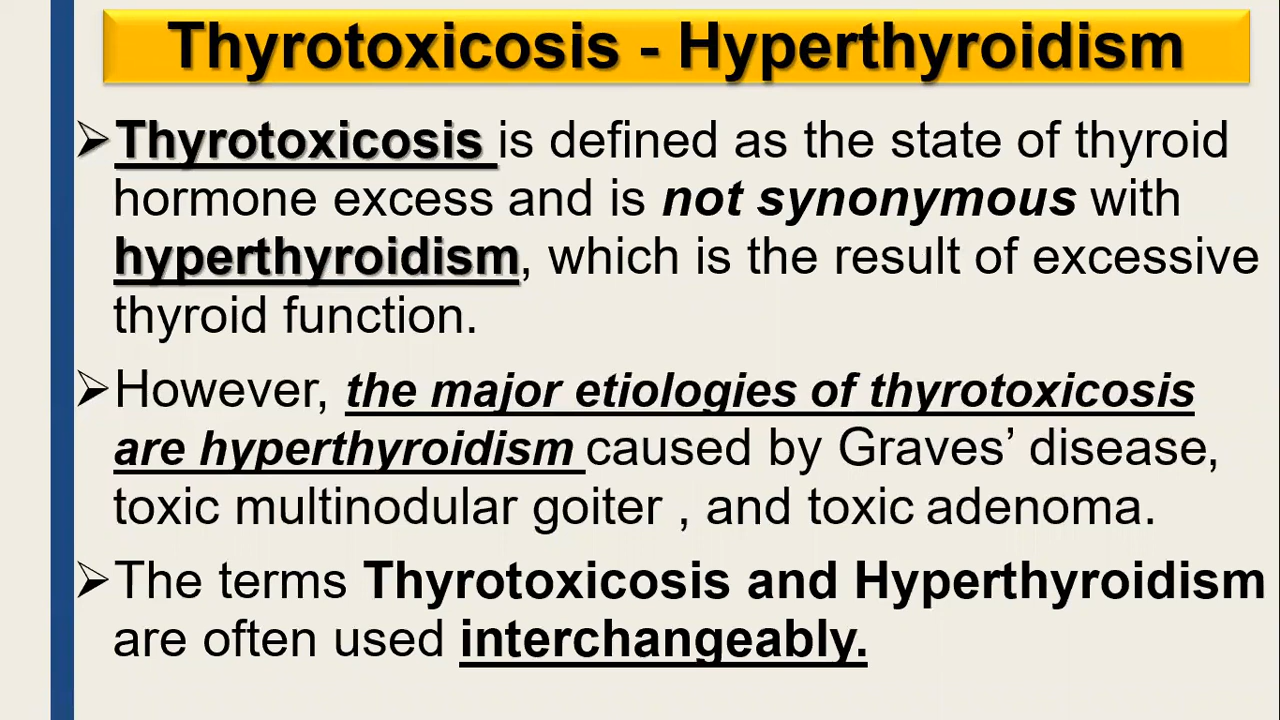 Thyrotoxicosis - Hyperthyroidism
➢Thyrotoxicosis is defined as the state of thyroid
hormone excess and is not synonymous with
hyperthyroidism, which is the result of excessive
thyroid function.
➢However, the major etiologies of thyrotoxicosis
are hyperthyroidism caused by Graves’ disease,
toxic multinodular goiter , and toxic adenoma.
➢The terms Thyrotoxicosis and Hyperthyroidism
are often used interchangeably.